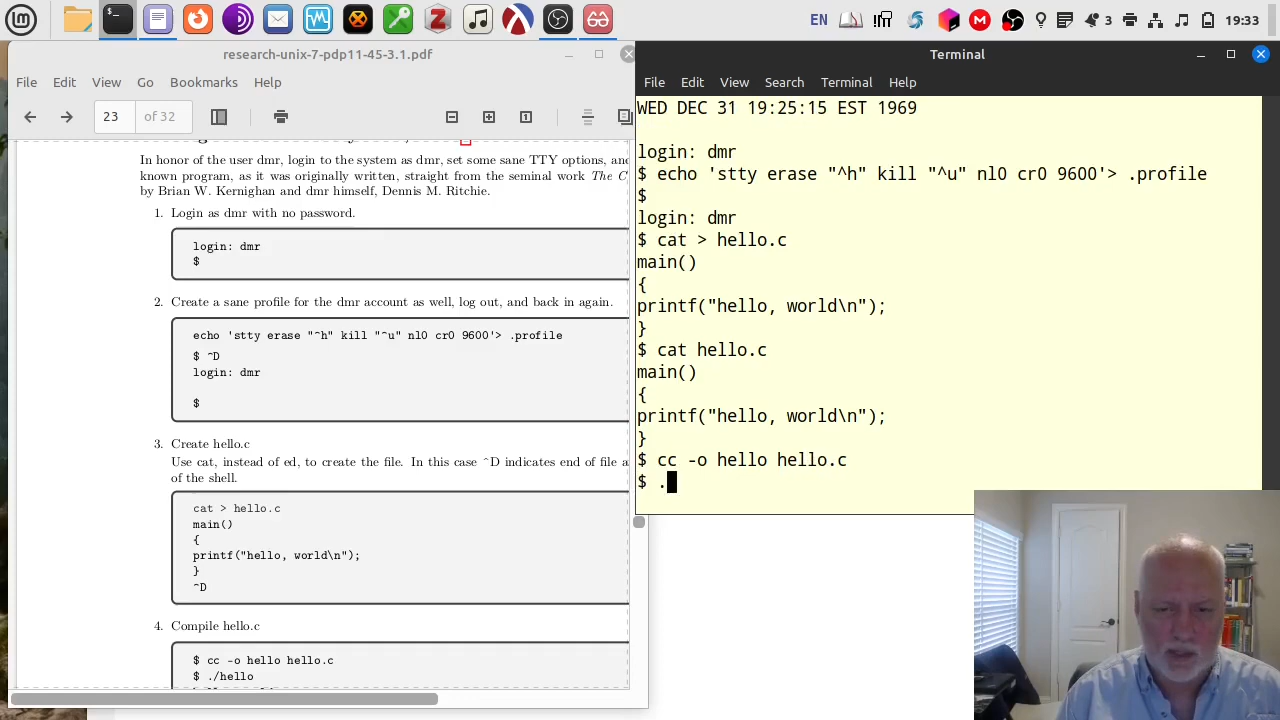 EN
3
19:33
research-unix-7-pdp11-45-3.1.pdf
File Edit View Go Bookmarks Help
23 of 32
In honor of the user dmr, login to the system as dmr, set some sane TTY options, and
known program, as it was originally written, straight from the seminal work The C
by Brian W. Kernighan and dmr himself, Dennis M. Ritchie.
1. Login as dmr with no password.
login: dmr
$
2. Create a sane profile for the dmr account as well, log out, and back in again.
echo 'stty erase "^h" kill "^u" nl0 cr0 9600'> .profile
$ ^D
login: dmr
$
3. Create hello.c
Use cat, instead of ed, to create the file. In this case ^D indicates end of file a
of the shell.
cat > hello.c
main()
{
printf("hello, world\n");
}
^D
4. Compile hello.c
$ cc -o hello hello.c
$ ./hello
Terminal
File Edit View Search Terminal Help
WED DEC 31 19:25:15 EST 1969
login: dmr
$ echo 'stty erase "^h" kill "^u" nl0 cr0 9600'> .profile
$
login: dmr
$ cat > hello.c
main()
{
printf("hello, world\n");
}
$ cat hello.c
main()
{
printf("hello, world\n");
}
$ cc -o hello hello.c
$ .